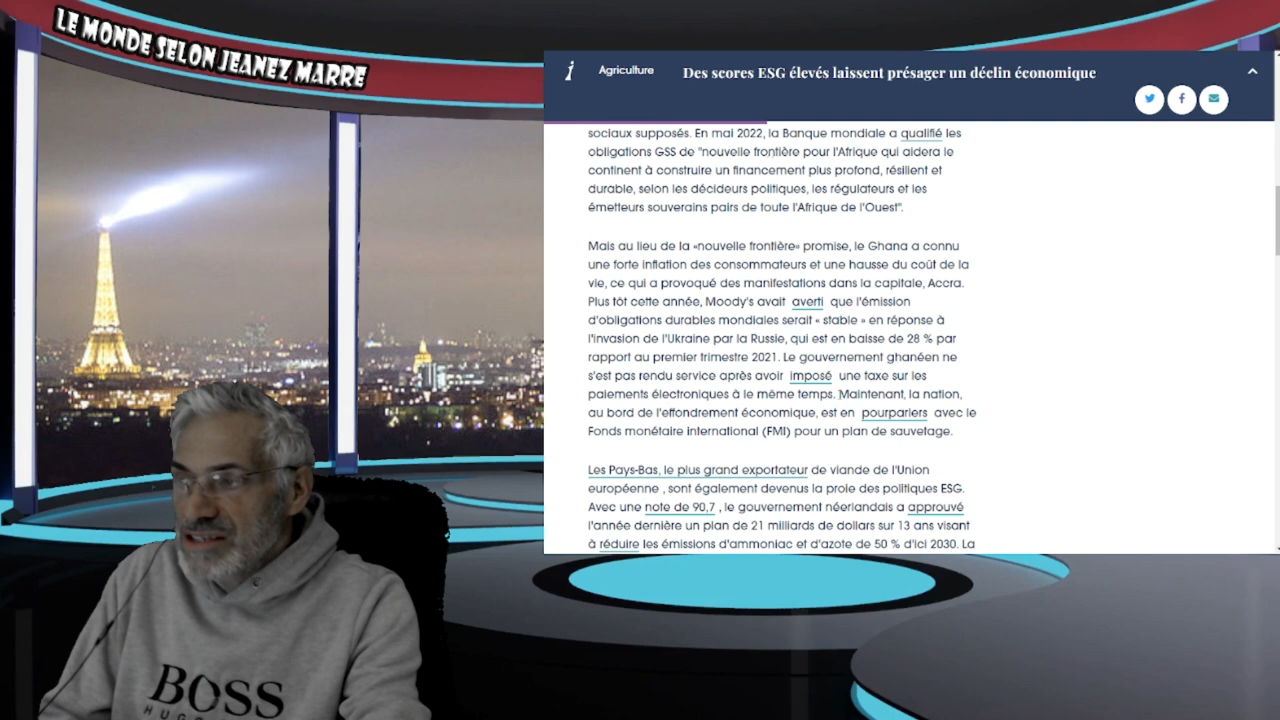 LE MONDE SELON JEANEZ MARRE
i Agriculture Des scores ESG élevés laissent présager un déclin économique
sociaux supposés. En mai 2022, la Banque mondiale a qualifié les
obligations GSS de "nouvelle frontière pour l'Afrique qui aidera le
continent à construire un financement plus profond, résilient et
durable, selon les décideurs politiques, les régulateurs et les
émetteurs souverains pairs de toute l'Afrique de l'Ouest".
Mais au lieu de la «nouvelle frontière» promise, le Ghana a connu
une forte inflation des consommateurs et une hausse du coût de la
vie, ce qui a provoqué des manifestations dans la capitale, Accra.
Plus tôt cette année, Moody's avait averti que l'émission
d'obligations durables mondiales serait « stable » en réponse à
l'invasion de l'Ukraine par la Russie, qui est en baisse de 28 % par
rapport au premier trimestre 2021. Le gouvernement ghanéen ne
s'est pas rendu service après avoir imposé une taxe sur les
paiements électroniques à le même temps. Maintenant, la nation,
au bord de l'effondrement économique, est en pourparlers avec le
Fonds monétaire international (FMI) pour un plan de sauvetage.
Les Pays-Bas, le plus grand exportateur de viande de l'Union
européenne , sont également devenus la proie des politiques ESG.
Avec une note de 90,7 , le gouvernement néerlandais a approuvé
l'année dernière un plan de 21 milliards de dollars sur 13 ans visant
à réduire les émissions d'ammoniac et d'azote de 50 % d'ici 2030. La
BOSS